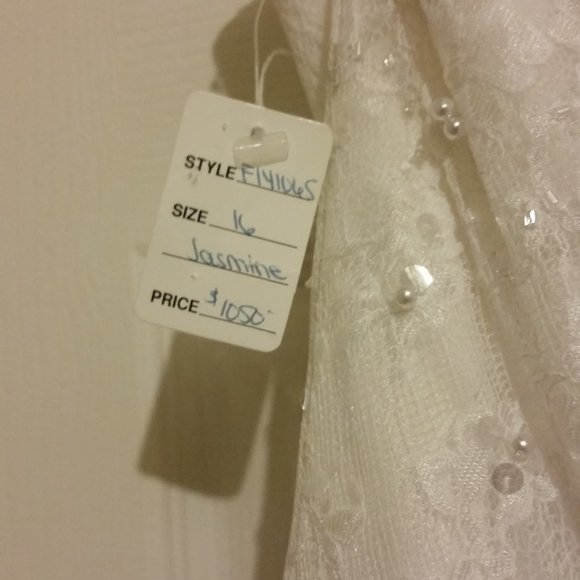 STYLE F141065
SIZE 16
Jasmine
PRICE $1050